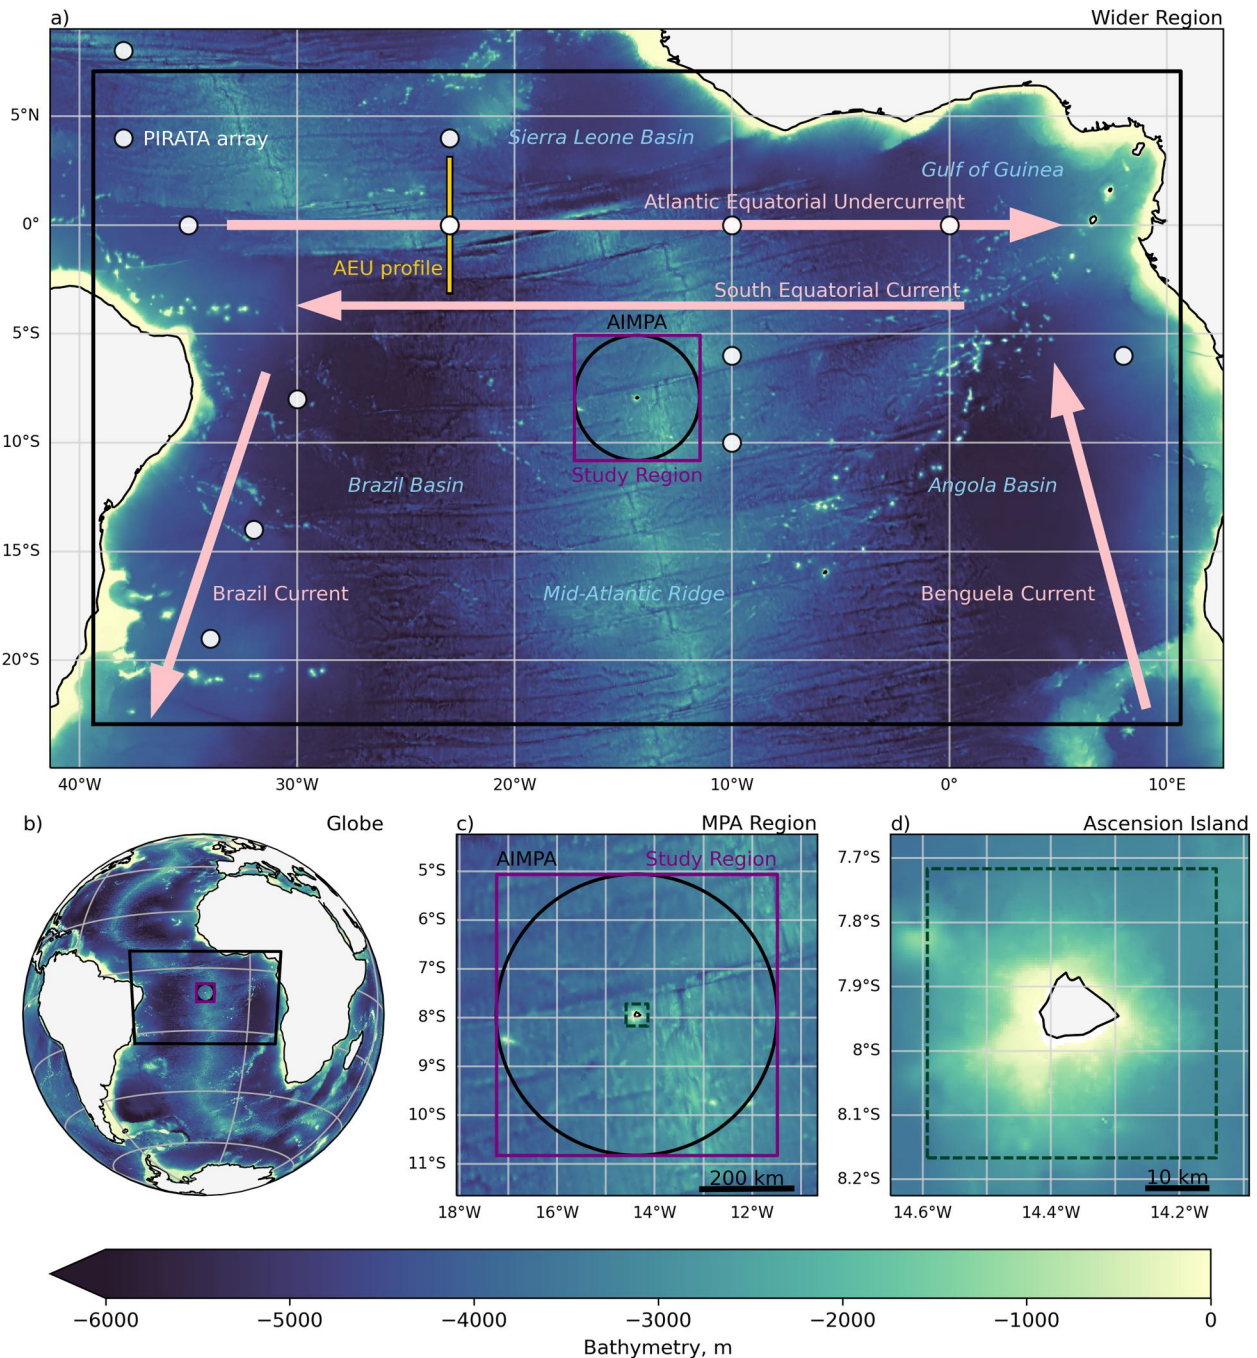 a)
Wider Region
5°N
PIRATA array
Sierra Leone Basin
Gulf of Guinea
Atlantic Equatorial Undercurrent
0°
AEU profile
South Equatorial Current
AIMPA
5°S
10°S
Study Region
Brazil Basin
Angola Basin
15°S
Brazil Current
Mid-Atlantic Ridge
Benguela Current
20°S
40°W
30°W
20°W
10°W
0°
10°E
b)
Globe
c)
MPA Region
AIMPA
Study Region
5°S
6°S
7°S
8°S
9°S
10°S
11°S
200 km
18°W
16°W
14°W
12°W
d)
Ascension Island
7.7°S
7.8°S
7.9°S
8°S
8.1°S
8.2°S
10 km
14.6°W
14.4°W
14.2°W
−6000
−5000
−4000
−3000
−2000
−1000
0
Bathymetry, m